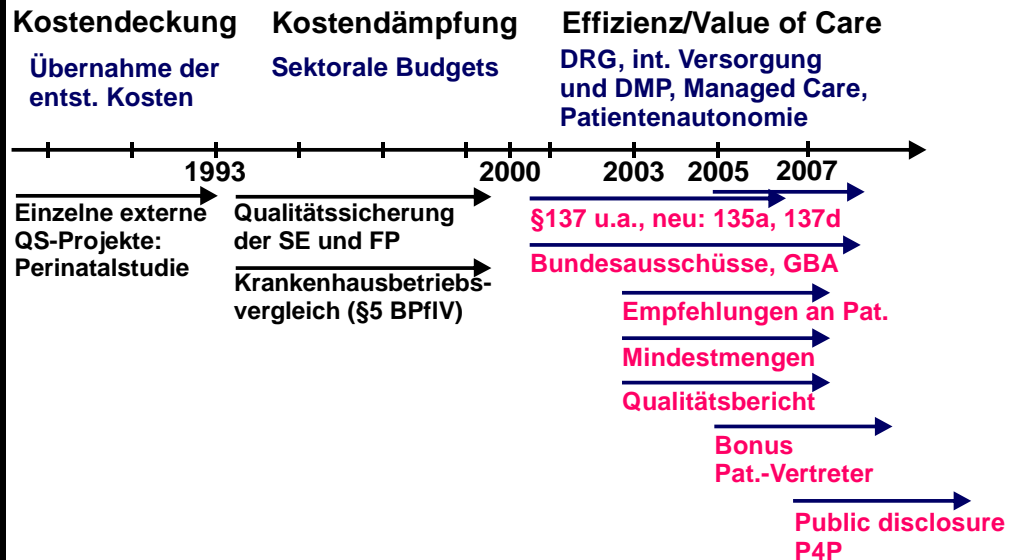 Kostendeckung
Kostendämpfung
Effizienz/Value of Care
Übernahme der
entst. Kosten
Sektorale Budgets
DRG, int. Versorgung
und DMP, Managed Care,
Patientenautonomie
1993
2000
2003
2005
2007
Einzelne externe
QS-Projekte:
Perinatalstudie
Qualitätssicherung
der SE und FP
Krankenhausbetriebs-
vergleich (§5 BPflV)
§137 u.a., neu: 135a, 137d
Bundesausschüsse, GBA
Empfehlungen an Pat.
Mindestmengen
Qualitätsbericht
Bonus
Pat.-Vertreter
Public disclosure
P4P